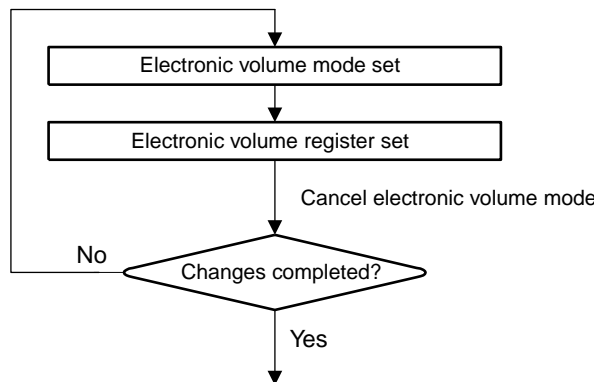 Electronic volume mode set
Electronic volume register set
Cancel electronic volume mode
No
Changes completed?
Yes